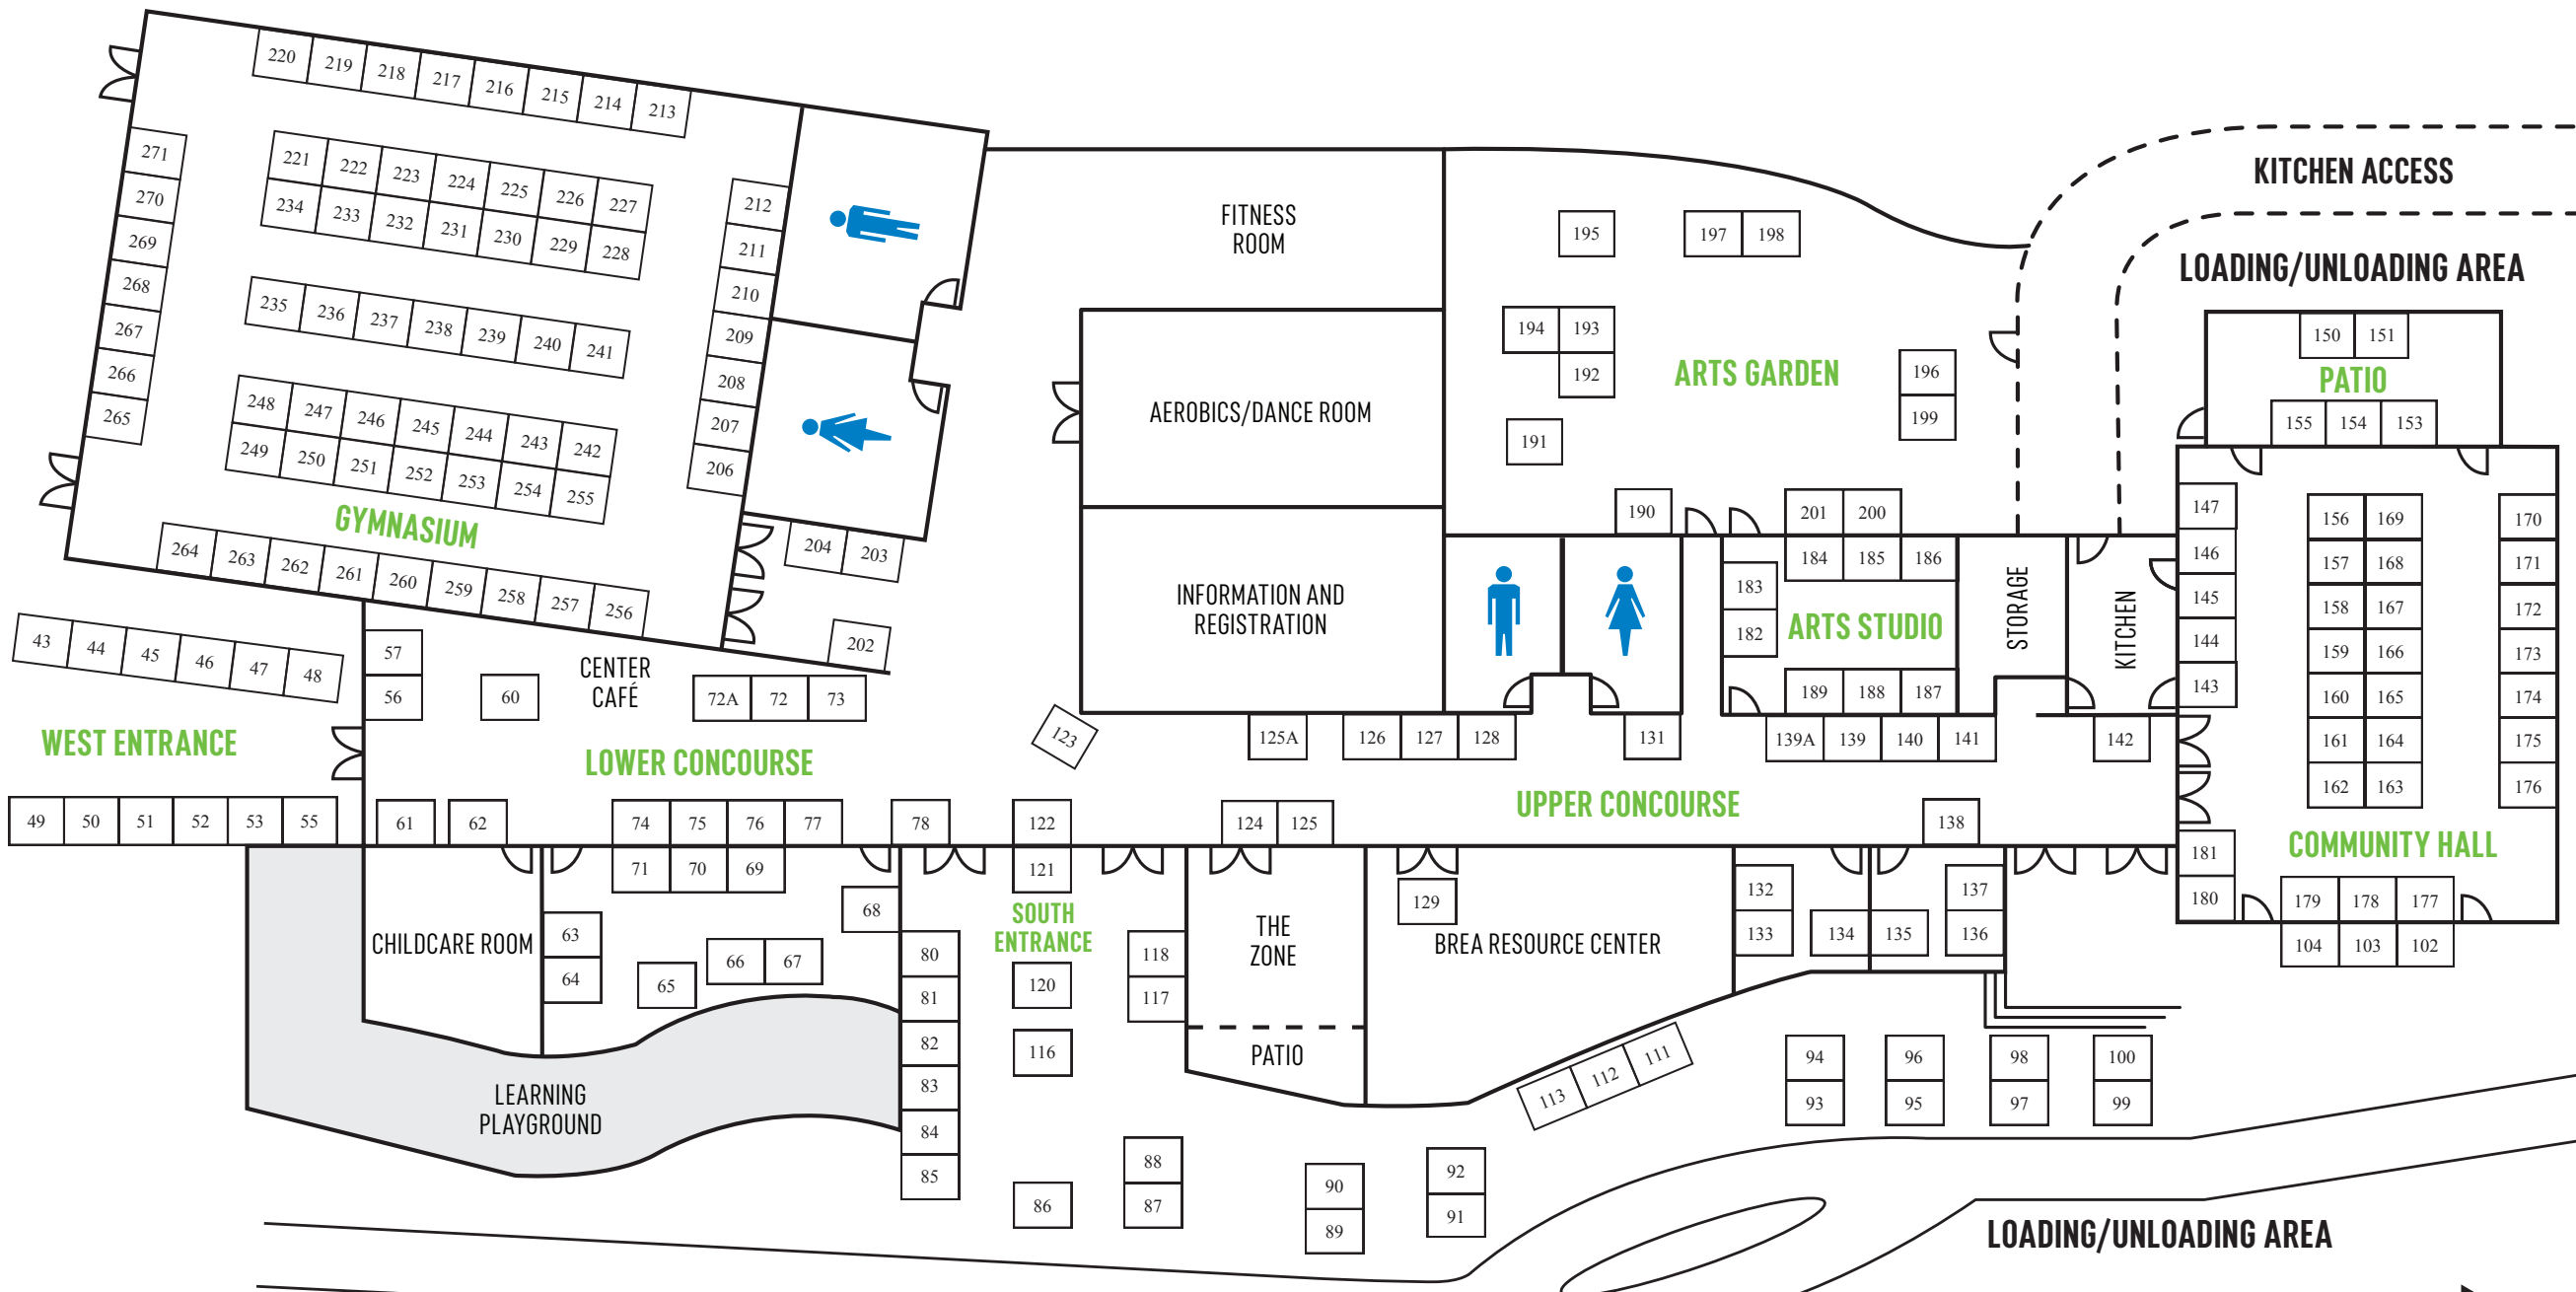 220 219 218 217 216 215 214 213
271
270
269
268
267
266
265
221 222 223 224 225 226 227
234 233 232 231 230 229 228
235 236 237 238 239 240 241
248 247 246 245 244 243 242
249 250 251 252 253 254 255
GYMNASIUM
264 263 262 261 260 259 258 257 256
212
211
210
209
208
207
206
204 203
202
43 44 45 46 47 48
WEST ENTRANCE
49 50 51 52 53 55
57
56
60
CENTER
CAFÉ
72A 72 73
LOWER CONCOURSE
61 62
74 75 76 77
78
122
71 70 69
68
CHILDCARE ROOM
63
64
65
66 67
LEARNING
PLAYGROUND
FITNESS
ROOM
AEROBICS/DANCE ROOM
INFORMATION AND
REGISTRATION
123
125A
126 127 128
131
139A 139 140 141
142
124 125
UPPER CONCOURSE
138
195
197 198
194 193
192
ARTS GARDEN
196
199
191
190
201 200
184 185 186
183
182
ARTS STUDIO
189 188 187
STORAGE
KITCHEN
KITCHEN ACCESS
LOADING/UNLOADING AREA
150 151
PATIO
155 154 153
147
146
145
144
143
156 169
157 168
158 167
159 166
160 165
161 164
162 163
170
171
172
173
174
175
176
COMMUNITY HALL
181
180
179 178 177
104 103 102
121
SOUTH
ENTRANCE
80
81
82
83
84
85
120
116
118
117
THE
ZONE
PATIO
129
BREA RESOURCE CENTER
132
133
134 135
137
136
113 112 111
94
93
96
95
98
97
100
99
86
88
87
90
89
92
91
LOADING/UNLOADING AREA